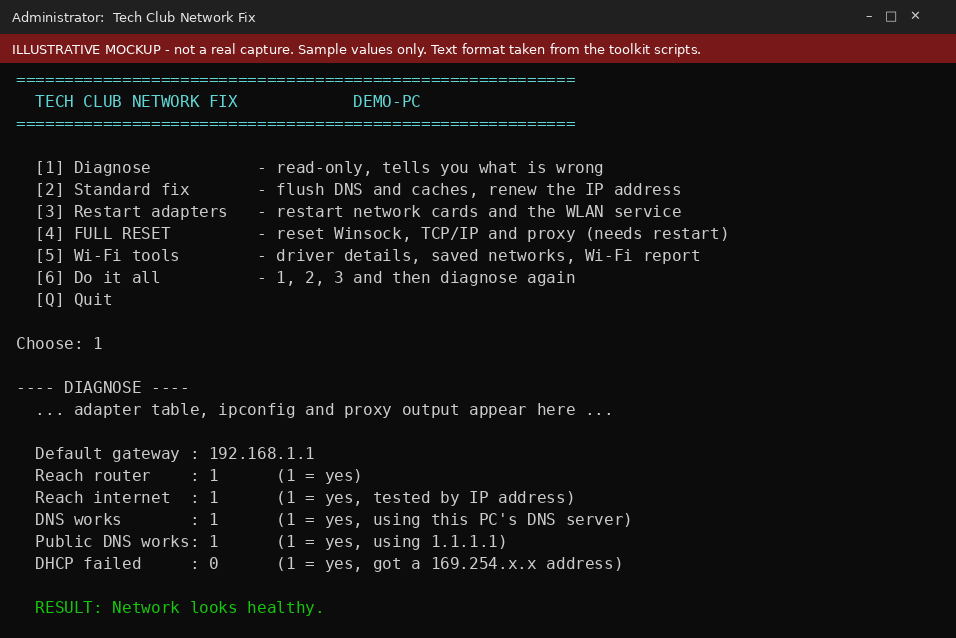 Administrator:  Tech Club Network Fix
ILLUSTRATIVE MOCKUP - not a real capture. Sample values only. Text format taken from the toolkit scripts.
==========================================================
  TECH CLUB NETWORK FIX            DEMO-PC
==========================================================
  [1] Diagnose           - read-only, tells you what is wrong
  [2] Standard fix       - flush DNS and caches, renew the IP address
  [3] Restart adapters   - restart network cards and the WLAN service
  [4] FULL RESET         - reset Winsock, TCP/IP and proxy (needs restart)
  [5] Wi-Fi tools        - driver details, saved networks, Wi-Fi report
  [6] Do it all          - 1, 2, 3 and then diagnose again
  [Q] Quit
Choose: 1
---- DIAGNOSE ----
  ... adapter table, ipconfig and proxy output appear here ...
  Default gateway : 192.168.1.1
  Reach router    : 1      (1 = yes)
  Reach internet  : 1      (1 = yes, tested by IP address)
  DNS works       : 1      (1 = yes, using this PC's DNS server)
  Public DNS works: 1      (1 = yes, using 1.1.1.1)
  DHCP failed     : 0      (1 = yes, got a 169.254.x.x address)
  RESULT: Network looks healthy.